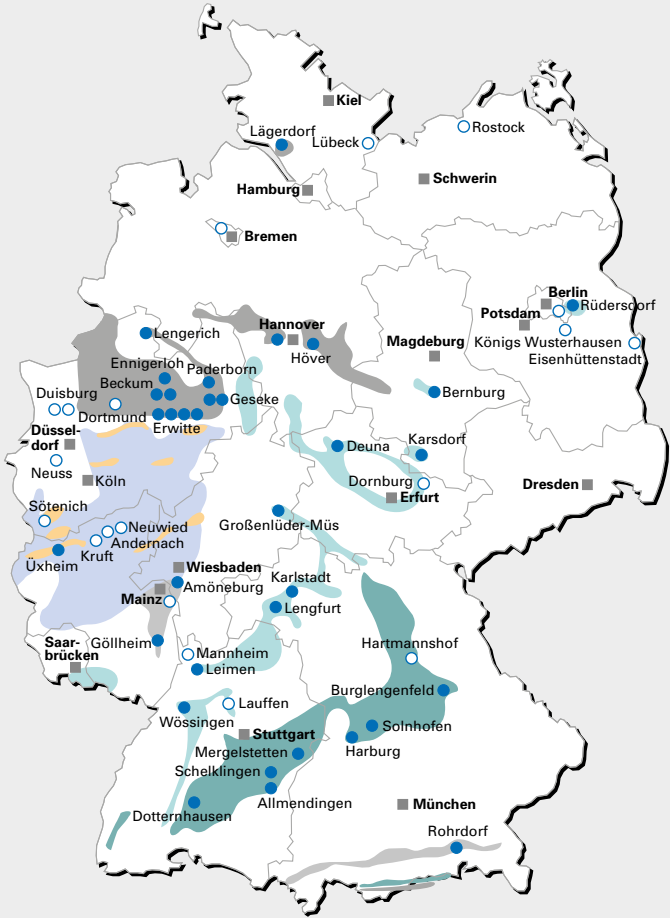 Kiel
Lägerdorf
Lübeck
Rostock
Hamburg
Schwerin
Bremen
Berlin
Rüdersdorf
Potsdam
Königs Wusterhausen
Eisenhüttenstadt
Lengerich
Hannover
Höver
Magdeburg
Ennigerloh
Paderborn
Beckum
Bernburg
Duisburg
Geseke
Dortmund
Erwitte
Düssel-
dorf
Deuna
Karsdorf
Neuss
Köln
Dornburg
Erfurt
Dresden
Sötenich
Großenlüder-Müs
Neuwied
Andernach
Kruft
Üxheim
Wiesbaden
Amöneburg
Karlstadt
Mainz
Lengfurt
Saar-
brücken
Göllheim
Mannheim
Leimen
Hartmannshof
Burglengenfeld
Lauffen
Wössingen
Solnhofen
Stuttgart
Harburg
Mergelstetten
Schelklingen
Allmendingen
Dotternhausen
München
Rohrdorf